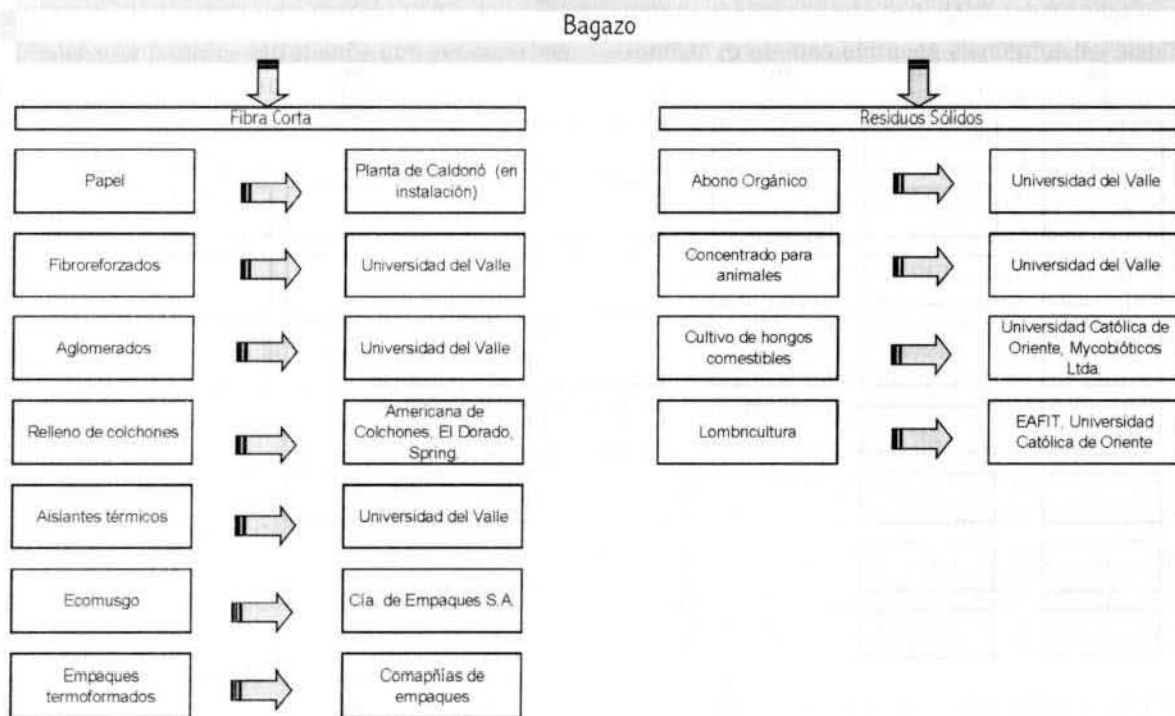 Bagazo
Fibra Corta
Papel
Planta de Caldonó (en
instalación)
Fibroreforzados
Universidad del Valle
Aglomerados
Universidad del Valle
Relleno de colchones
Americana de
Colchones, El Dorado,
Spring.
Aislantes térmicos
Universidad del Valle
Ecomusgo
Cía. de Empaques S.A.
Empaques
termoformados
Comapñías de
empaques
Residuos Sólidos
Abono Orgánico
Universidad del Valle
Concentrado para
animales
Universidad del Valle
Cultivo de hongos
comestibles
Universidad Católica de
Oriente, Mycobióticos
Ltda.
Lombricultura
EAFIT, Universidad
Católica de Oriente